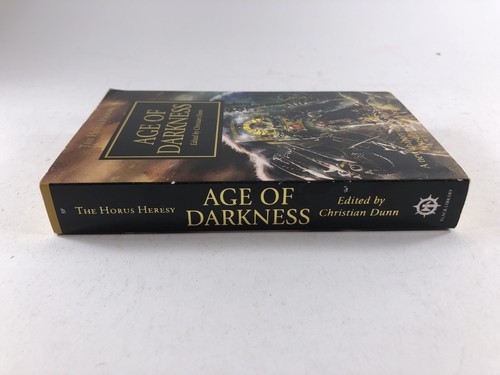 THE HORUS HERESY
AGE OF
DARKNESS
Edited by
Christian Dunn
BLACK LIBRARY
AGE OF
DARKNESS
Edited by Christian Dunn